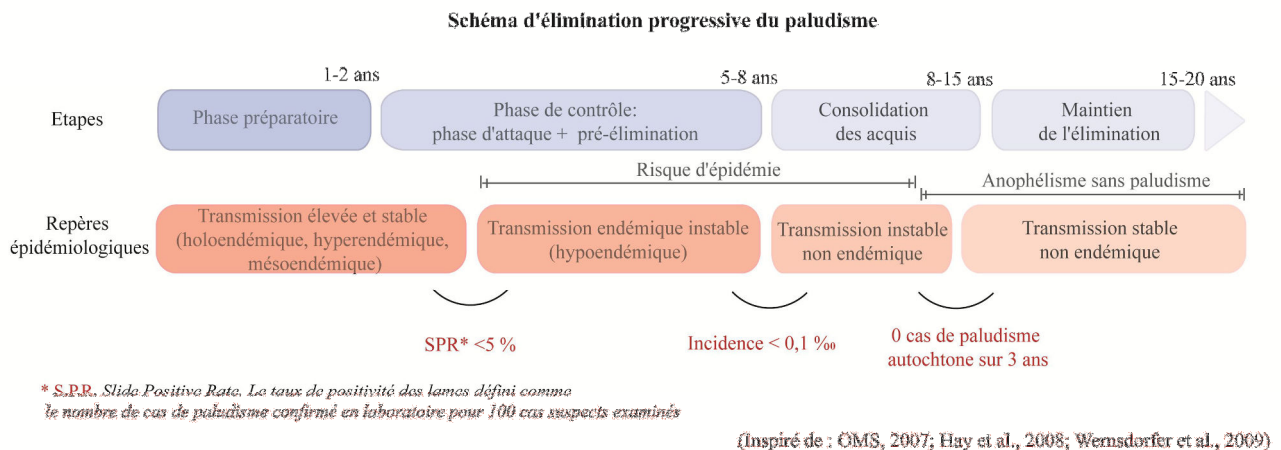 Schéma d'élimination progressive du paludisme
1-2 ans
5-8 ans
8-15 ans
15-20 ans
Etapes
Phase préparatoire
Phase de contrôle:
phase d'attaque + pré-élimination
Consolidation
des acquis
Maintien
de l'élimination
Risque d'épidémie
Anophélisme sans paludisme
Repères
épidémiologiques
Transmission élevée et stable
(holoendémique, hyperendémique,
mésoendémique)
Transmission endémique instable
(hypoendémique)
Transmission instable
non endémique
Transmission stable
non endémique
SPR* <5 %
Incidence < 0,1 ‰
0 cas de paludisme
autochtone sur 3 ans
* S.P.R. Slide Positive Rate. Le taux de positivité des lames défini comme
le nombre de cas de paludisme confirmé en laboratoire pour 100 cas suspects examinés
(Inspiré de : OMS, 2007; Hay et al., 2008; Wernsdorfer et al., 2009)